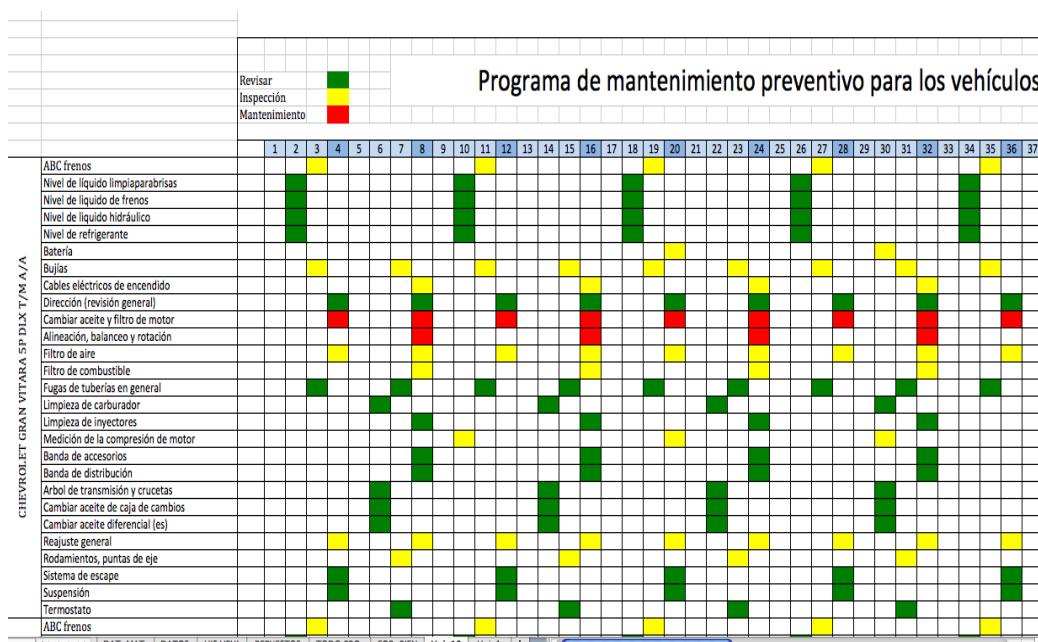 Programa de mantenimiento preventivo para los vehículos
Revisar
Inspección
Mantenimiento
1 2 3 4 5 6 7 8 9 10 11 12 13 14 15 16 17 18 19 20 21 22 23 24 25 26 27 28 29 30 31 32 33 34 35 36 37
CHEVROLET GRAN VITARA 5P DLX T/M A/A
ABC frenos
Nivel de líquido limpiaparabrisas
Nivel de liquido de frenos
Nivel de liquido hidráulico
Nivel de refrigerante
Batería
Bujías
Cables eléctricos de encendido
Dirección (revisión general)
Cambiar aceite y filtro de motor
Alineación, balanceo y rotación
Filtro de aire
Filtro de combustible
Fugas de tuberías en general
Limpieza de carburador
Limpieza de inyectores
Medición de la compresión de motor
Banda de accesorios
Banda de distribución
Arbol de transmisión y crucetas
Cambiar aceite de caja de cambios
Cambiar aceite diferencial (es)
Reajuste general
Rodamientos, puntas de eje
Sistema de escape
Suspensión
Termostato
ABC frenos